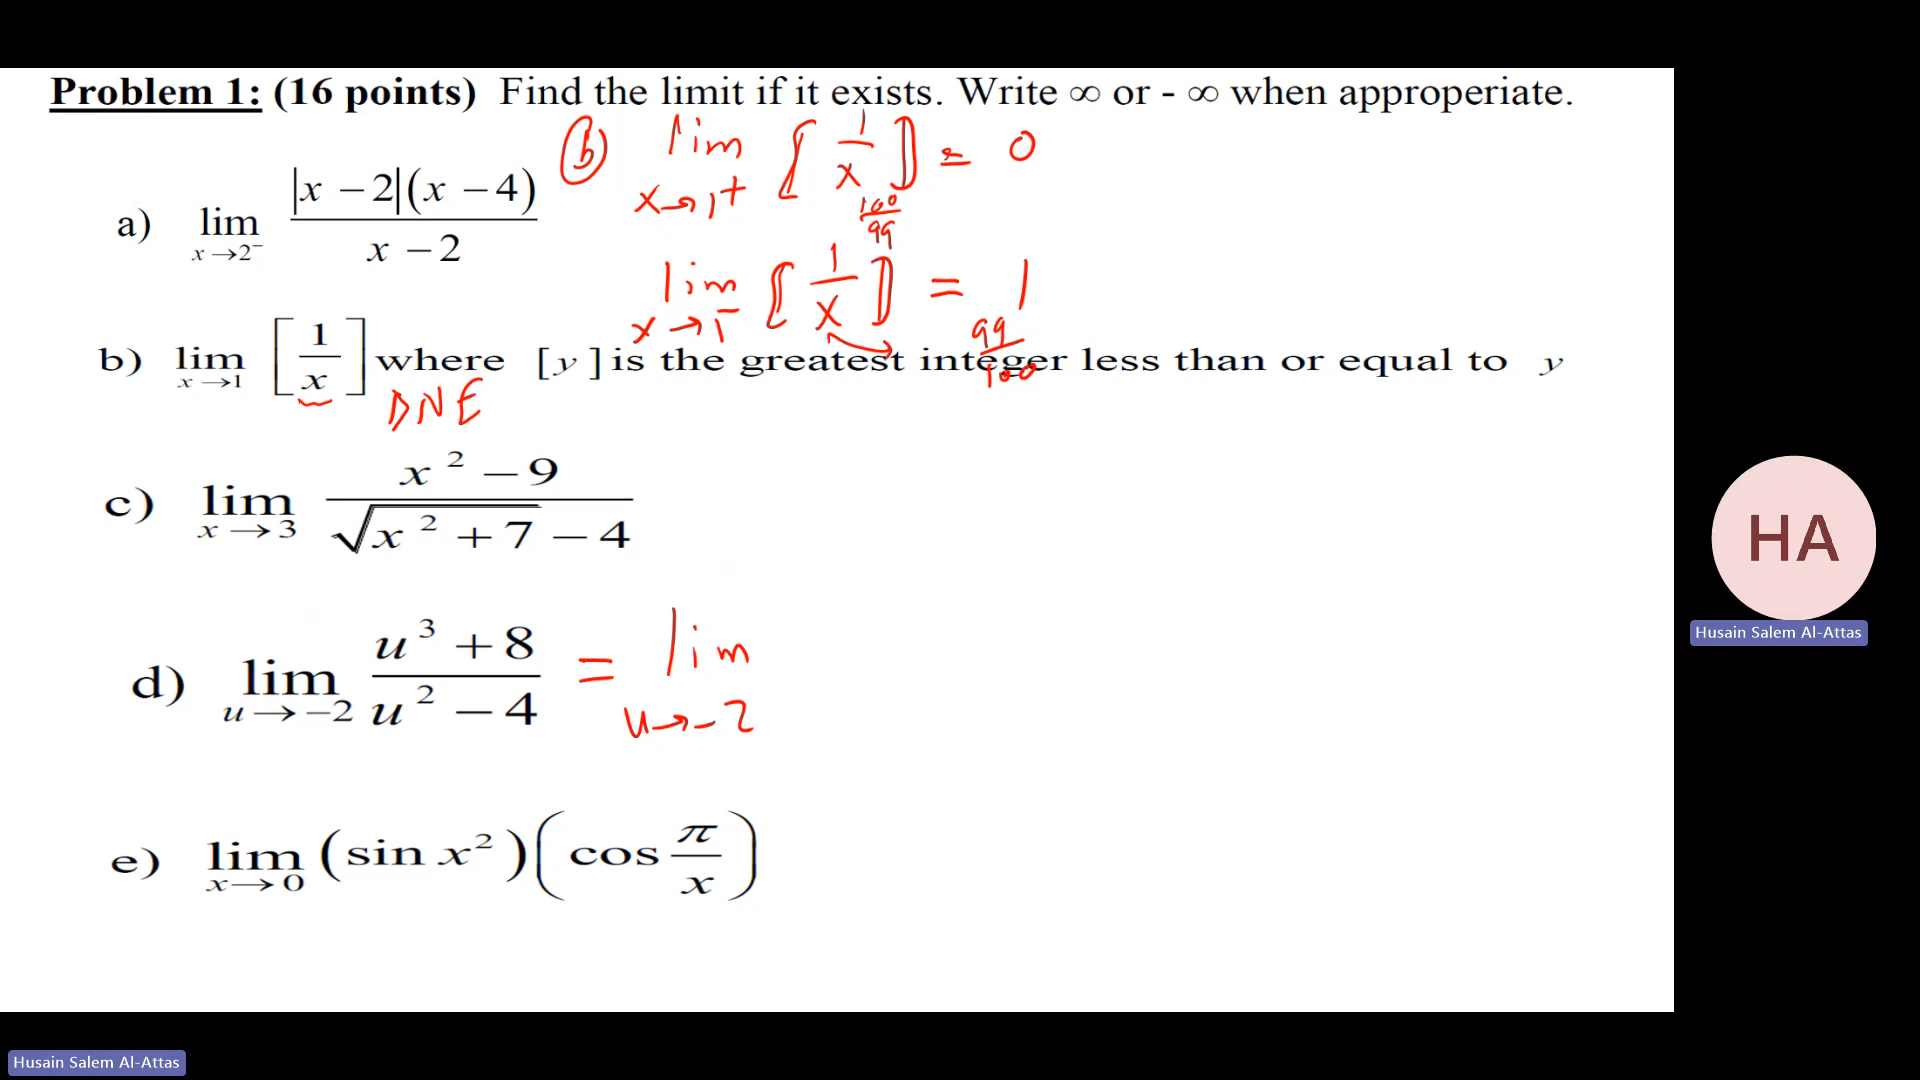 Problem 1: (16 points) Find the limit if it exists. Write ∞ or - ∞ when approperiate.
a) lim x→2⁻ |x − 2|(x − 4) / x − 2
ⓑ lim x→1+ ⟦1/x⟧ = 0
100/99
lim x→1⁻ ⟦1/x⟧ = 1
99/100
b) lim x→1 [1/x] where [y] is the greatest integer less than or equal to y
DNE
c) lim x→3 x² − 9 / √x² + 7 − 4
d) lim u→−2 u³ + 8 / u² − 4 = lim u→−2
e) lim x→0 (sin x²)(cos π/x)
HA
Husain Salem Al-Attas
Husain Salem Al-Attas